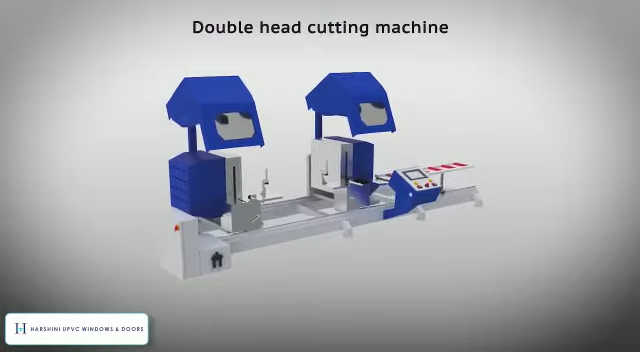 Double head cutting machine
HARSHINI UPVC WINDOWS & DOORS